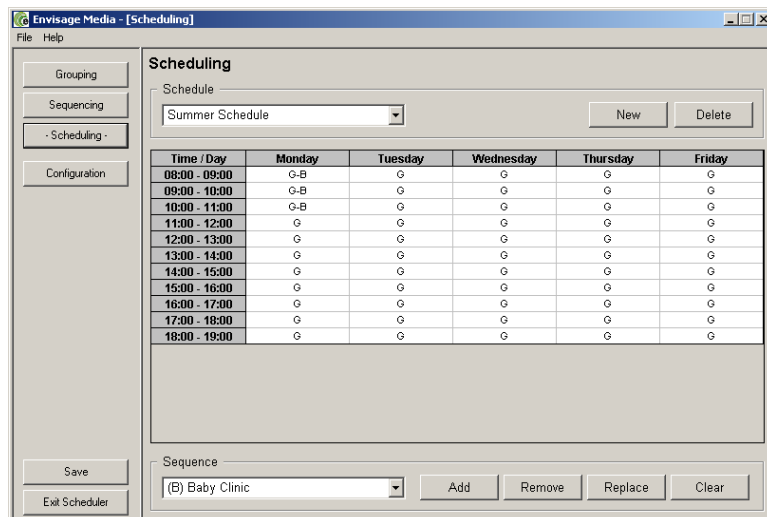 Envisage Media - [Scheduling]
File Help
Grouping
Sequencing
- Scheduling -
Configuration
Save
Exit Scheduler
Scheduling
Schedule
Summer Schedule New Delete
Time / Day Monday Tuesday Wednesday Thursday Friday
08:00 - 09:00 G-B G G G G
09:00 - 10:00 G-B G G G G
10:00 - 11:00 G-B G G G G
11:00 - 12:00 G G G G G
12:00 - 13:00 G G G G G
13:00 - 14:00 G G G G G
14:00 - 15:00 G G G G G
15:00 - 16:00 G G G G G
16:00 - 17:00 G G G G G
17:00 - 18:00 G G G G G
18:00 - 19:00 G G G G G
Sequence
(B) Baby Clinic Add Remove Replace Clear